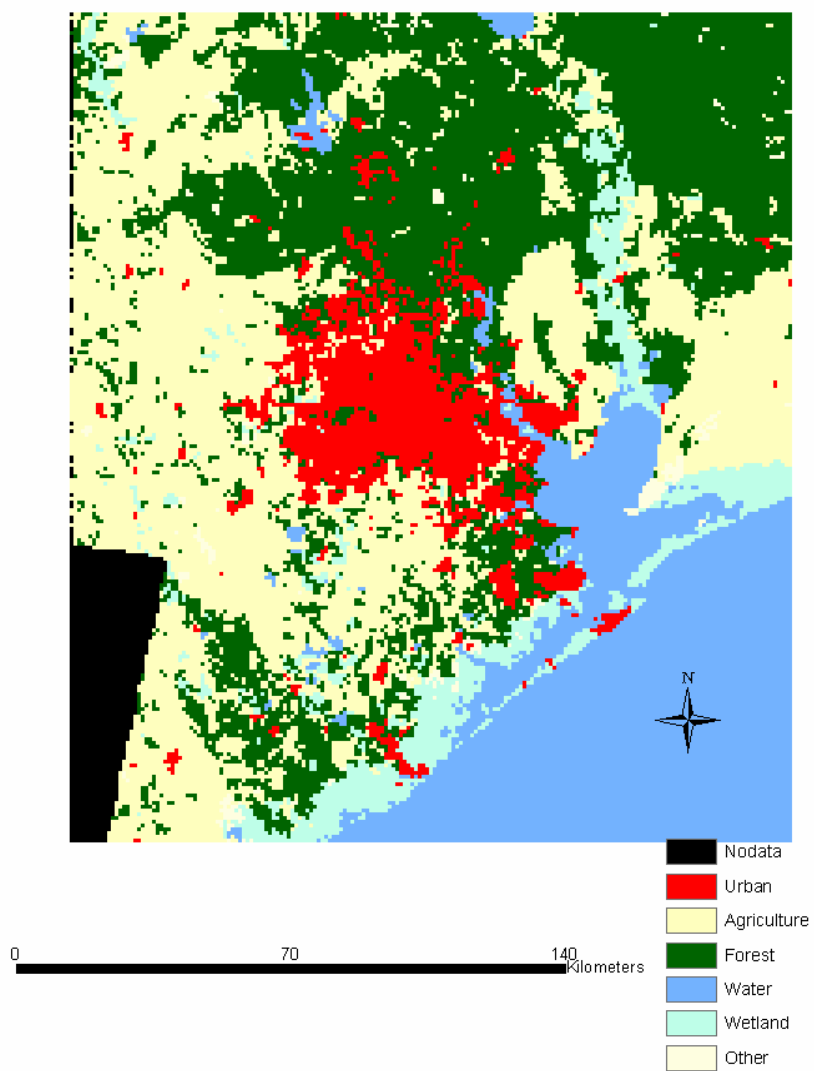 N
Nodata
Urban
Agriculture
Forest
Water
Wetland
Other
0 70 140
Kilometers